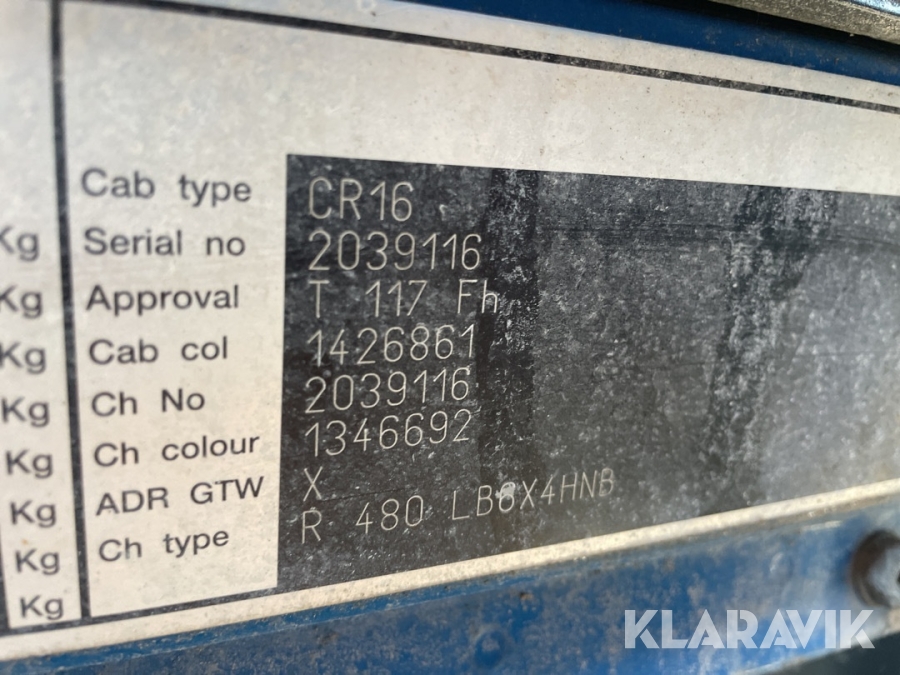 Cab type CR16
Kg Serial no 2039116
Kg Approval T 117 Fh
Kg Cab col 1426861
Kg Ch No 2039116
Kg Ch colour 1346692
Kg ADR GTW X
Kg Ch type R 480 LB8X4HNB
Kg
KLARAVIK